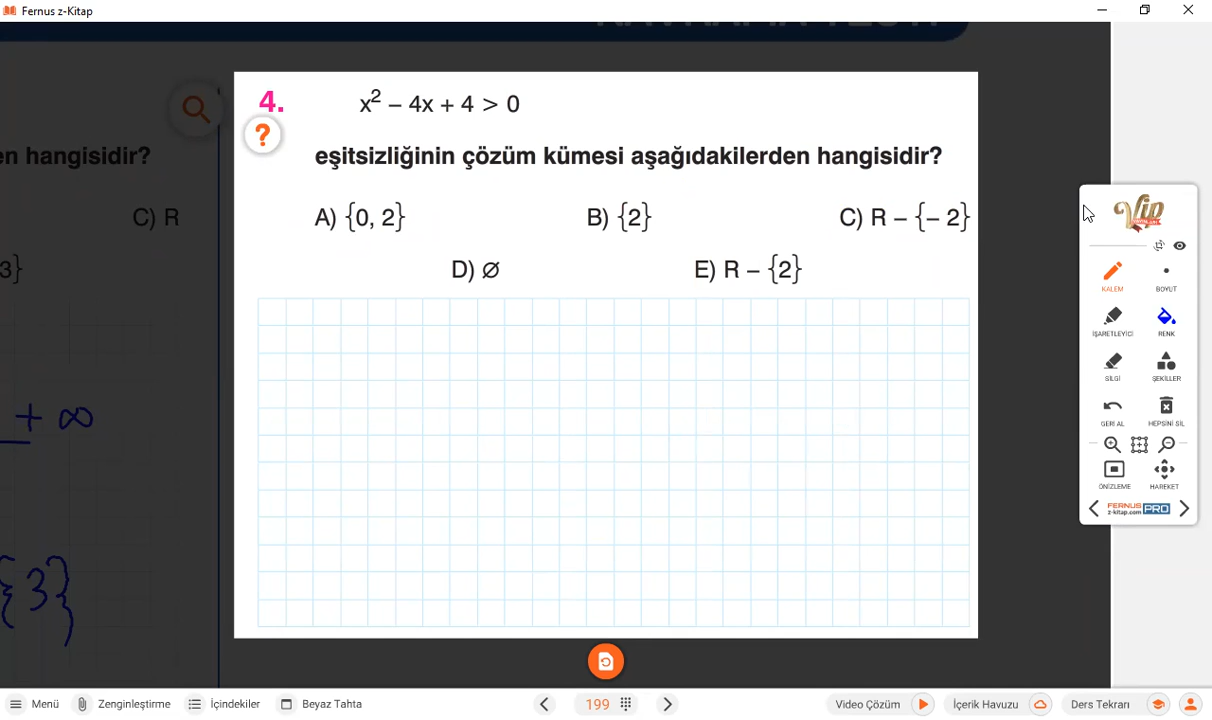 Fernus z-Kitap
en hangisidir?
C) R
3}
+ ∞
{3}
4. x² – 4x + 4 > 0
?
eşitsizliğinin çözüm kümesi aşağıdakilerden hangisidir?
A) {0, 2} B) {2} C) R – {– 2}
D) ∅ E) R – {2}
Vip
KALEM BOYUT
İŞARETLEYİCİ RENK
SİLGİ ŞEKİLLER
GERİ AL HEPSİNİ SİL
ÖNİZLEME HAREKET
FERNUS PRO
z-kitap.com
Menü Zenginleştirme İçindekiler Beyaz Tahta 199 Video Çözüm İçerik Havuzu Ders Tekrarı